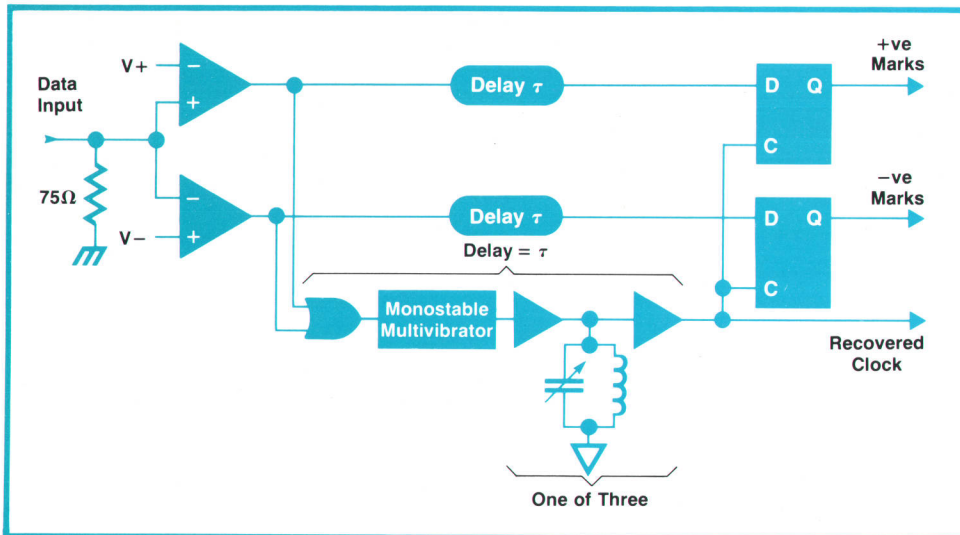 Data
Input
75Ω
V+
−
+
V−
−
+
Delay τ
Delay τ
Delay = τ
Monostable
Multivibrator
One of Three
D
Q
C
+ve
Marks
D
Q
C
−ve
Marks
Recovered
Clock